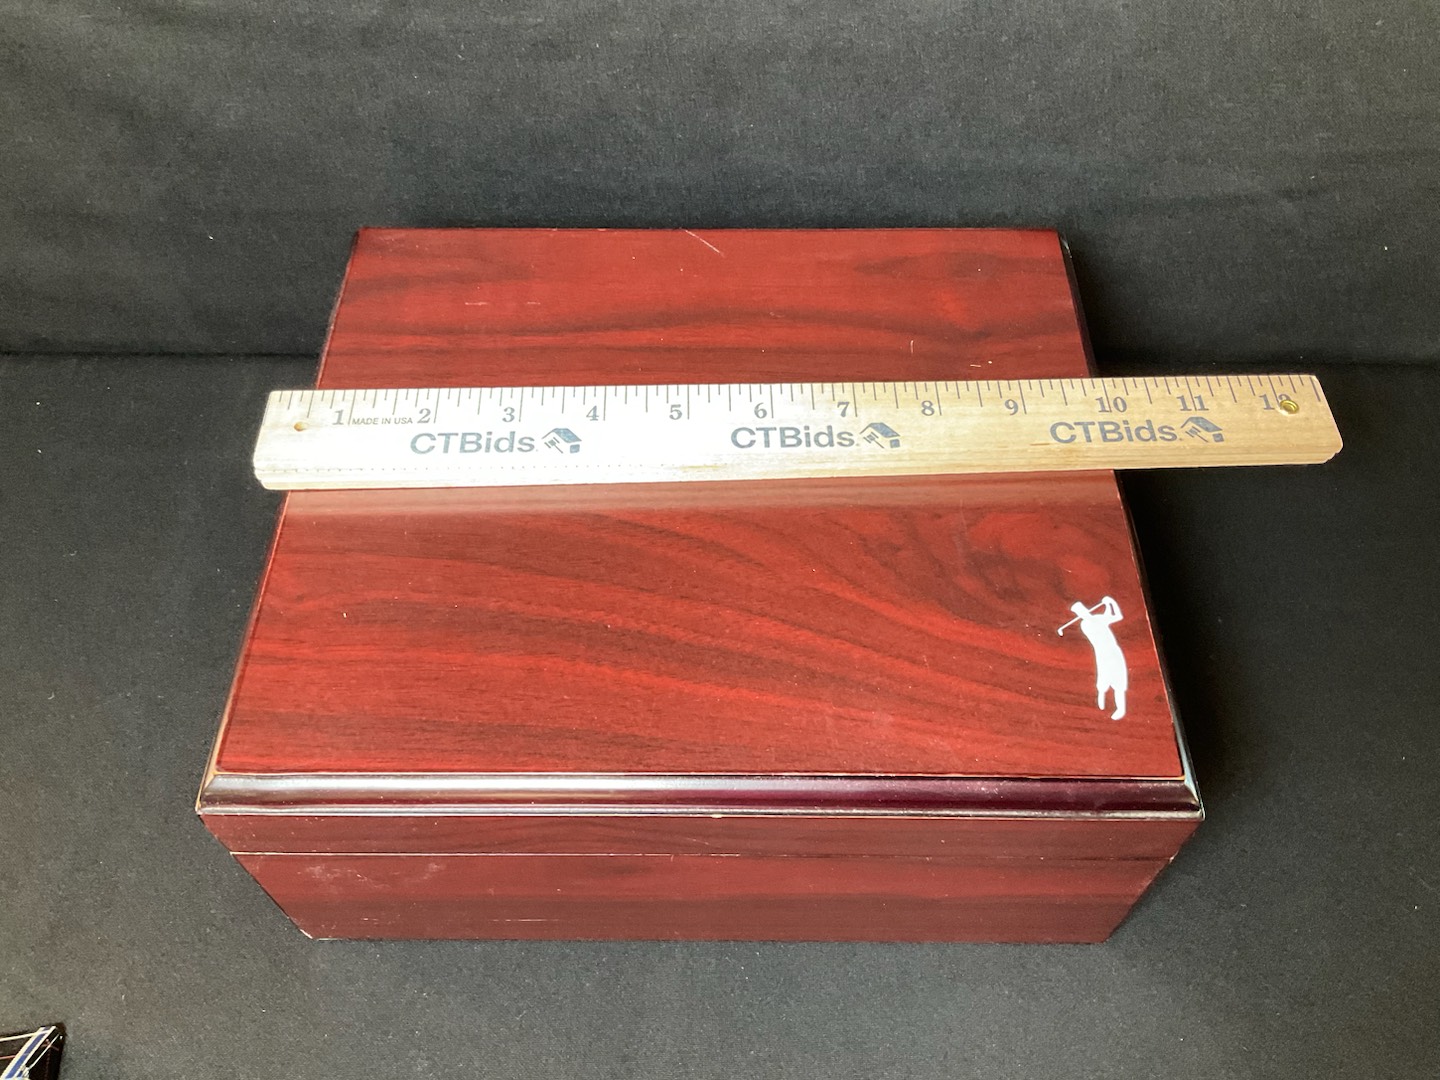 1 MADE IN USA 2 3 4 5 6 7 8 9 10 11 12
CTBids CTBids CTBids